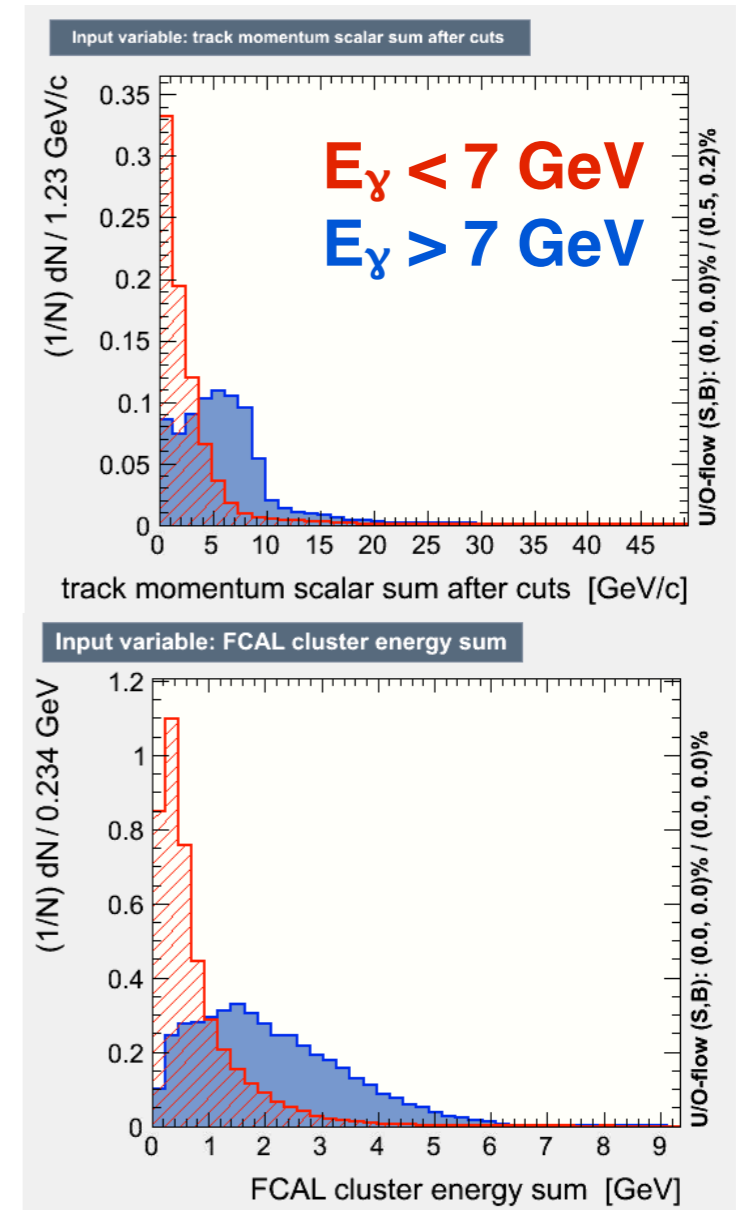 Input variable: track momentum scalar sum after cuts
(1/N) dN / 1.23 GeV/c
0.35
0.3
0.25
0.2
0.15
0.1
0.05
0
Eγ < 7 GeV
Eγ > 7 GeV
U/O-flow (S,B): (0.0, 0.0)% / (0.5, 0.2)%
0 5 10 15 20 25 30 35 40 45
track momentum scalar sum after cuts [GeV/c]
Input variable: FCAL cluster energy sum
(1/N) dN / 0.234 GeV
1.2
1
0.8
0.6
0.4
0.2
0
U/O-flow (S,B): (0.0, 0.0)% / (0.0, 0.0)%
0 1 2 3 4 5 6 7 8 9
FCAL cluster energy sum [GeV]